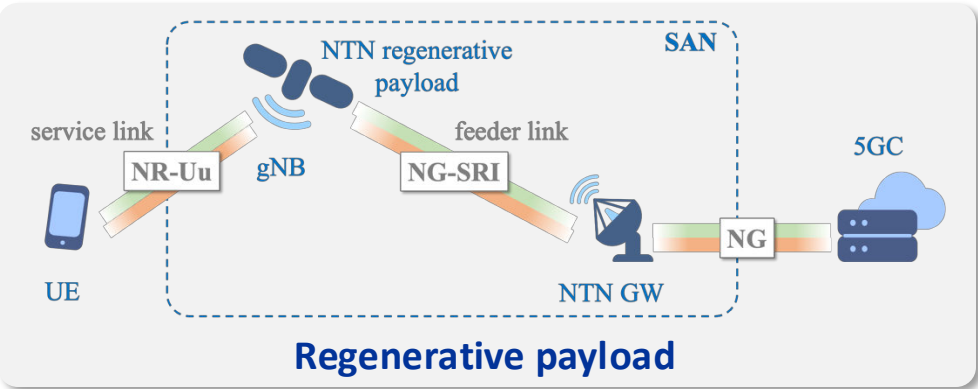 SAN
NTN regenerative
payload
service link
feeder link
5GC
NR-Uu
gNB
NG-SRI
NG
UE
NTN GW
Regenerative payload